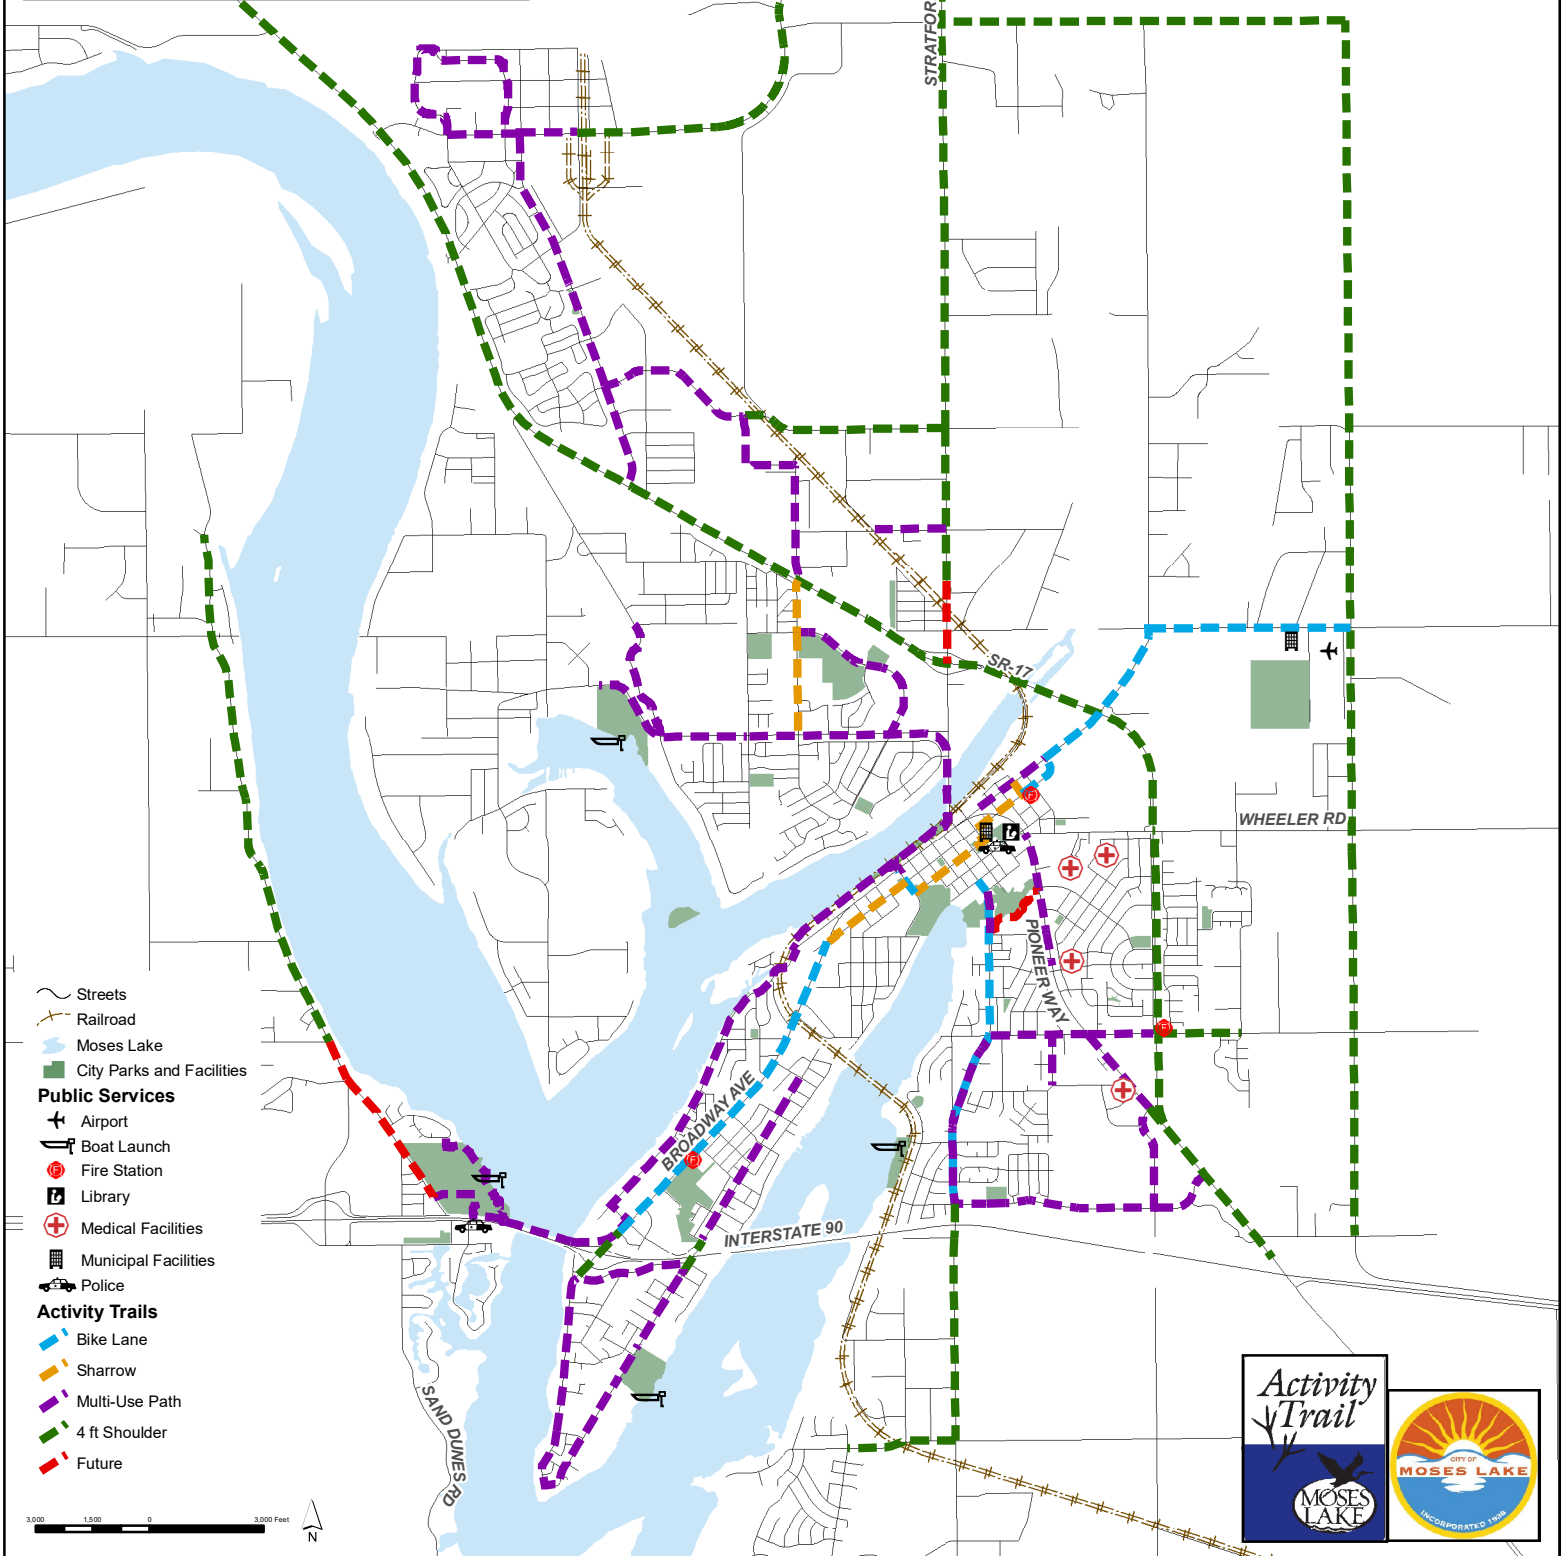 STRATFOR
SR-17
WHEELER RD
PIONEER WAY
BROADWAY AVE
INTERSTATE 90
SAND DUNES RD
F
F
F
Streets
Railroad
Moses Lake
City Parks and Facilities
Public Services
Airport
Boat Launch
F Fire Station
Library
Medical Facilities
Municipal Facilities
Police
Activity Trails
Bike Lane
Sharrow
Multi-Use Path
4 ft Shoulder
Future
3,000 1,500 0 3,000 Feet
N
Activity
Trail
MOSES
LAKE
CITY OF
MOSES LAKE
INCORPORATED 1938